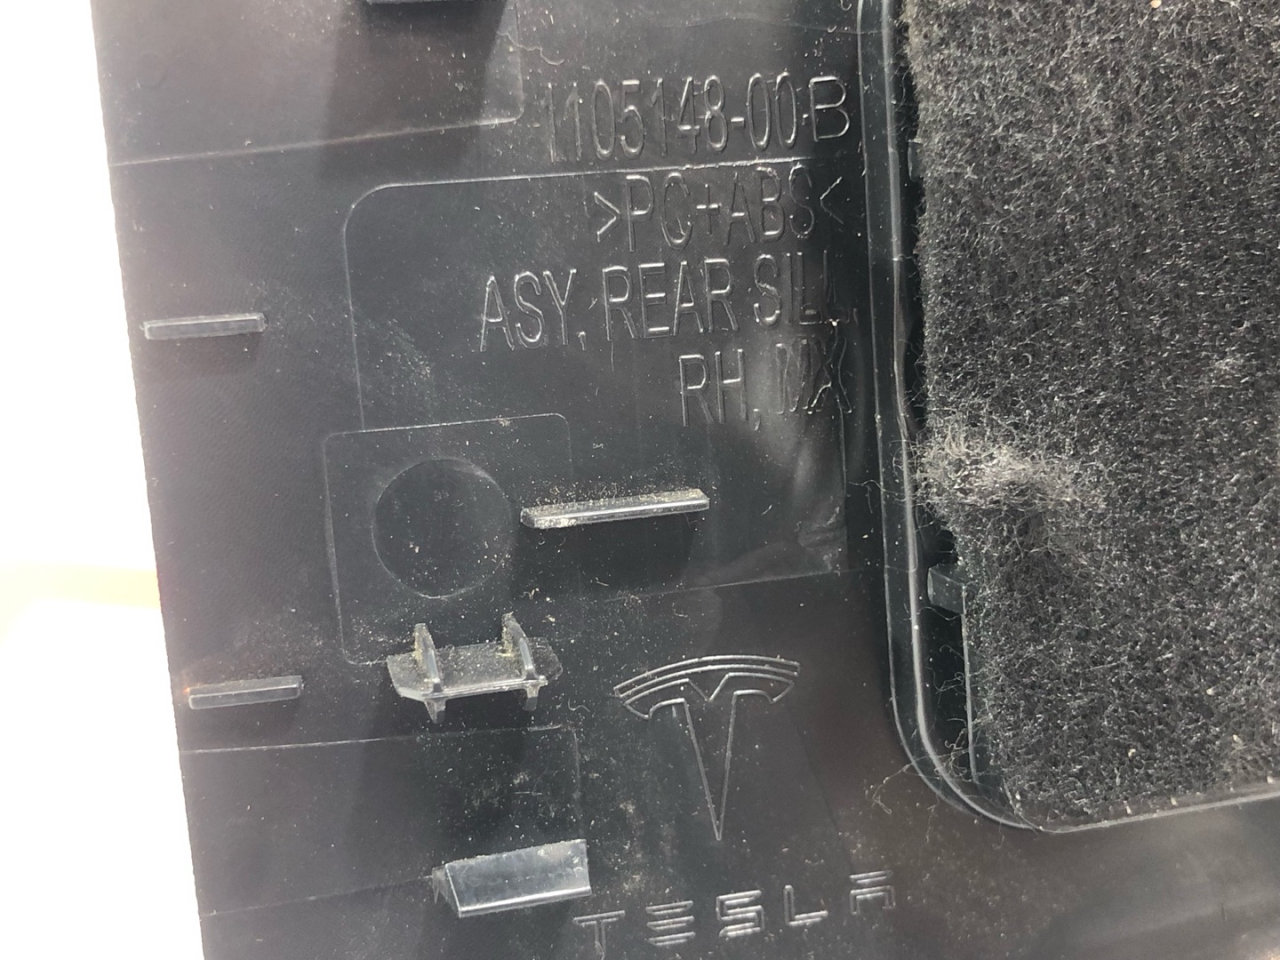 1105148-00-B
>PC+ABS<
ASY, REAR SILL,
RH, MX
TESLA